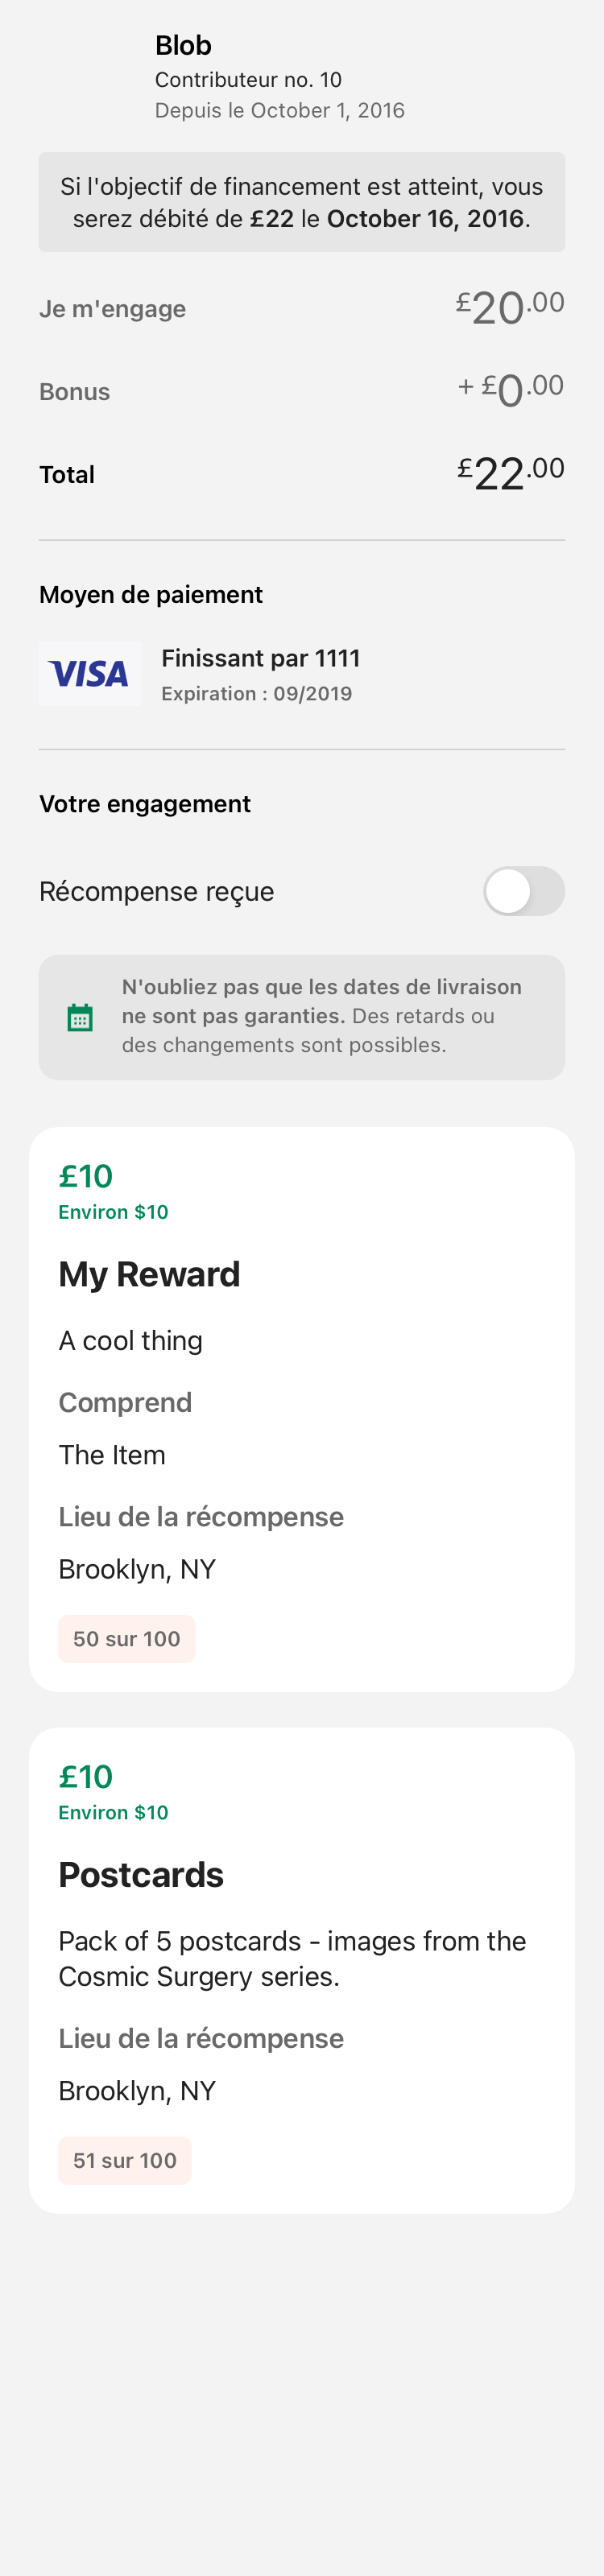 Blob
Contributeur no. 10
Depuis le October 1, 2016
Si l'objectif de financement est atteint, vous
serez débité de £22 le October 16, 2016.
Je m'engage £20.00
Bonus + £0.00
Total £22.00
Moyen de paiement
VISA
Finissant par 1111
Expiration : 09/2019
Votre engagement
Récompense reçue
N'oubliez pas que les dates de livraison
ne sont pas garanties. Des retards ou
des changements sont possibles.
£10
Environ $10
My Reward
A cool thing
Comprend
The Item
Lieu de la récompense
Brooklyn, NY
50 sur 100
£10
Environ $10
Postcards
Pack of 5 postcards - images from the
Cosmic Surgery series.
Lieu de la récompense
Brooklyn, NY
51 sur 100